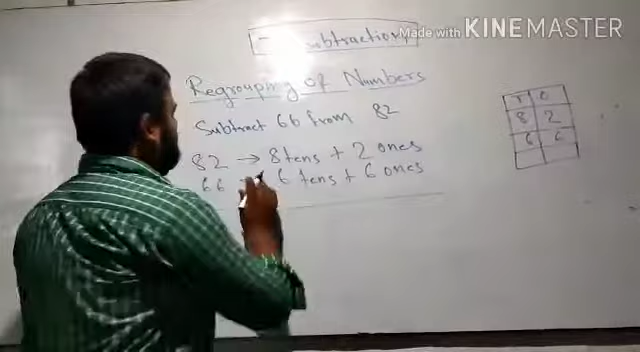 Subtraction
Made with KINEMASTER
Regrouping of Numbers
Subtract 66 from 82
82 → 8 tens + 2 ones
66 → 6 tens + 6 ones
T O
8 2
6 6